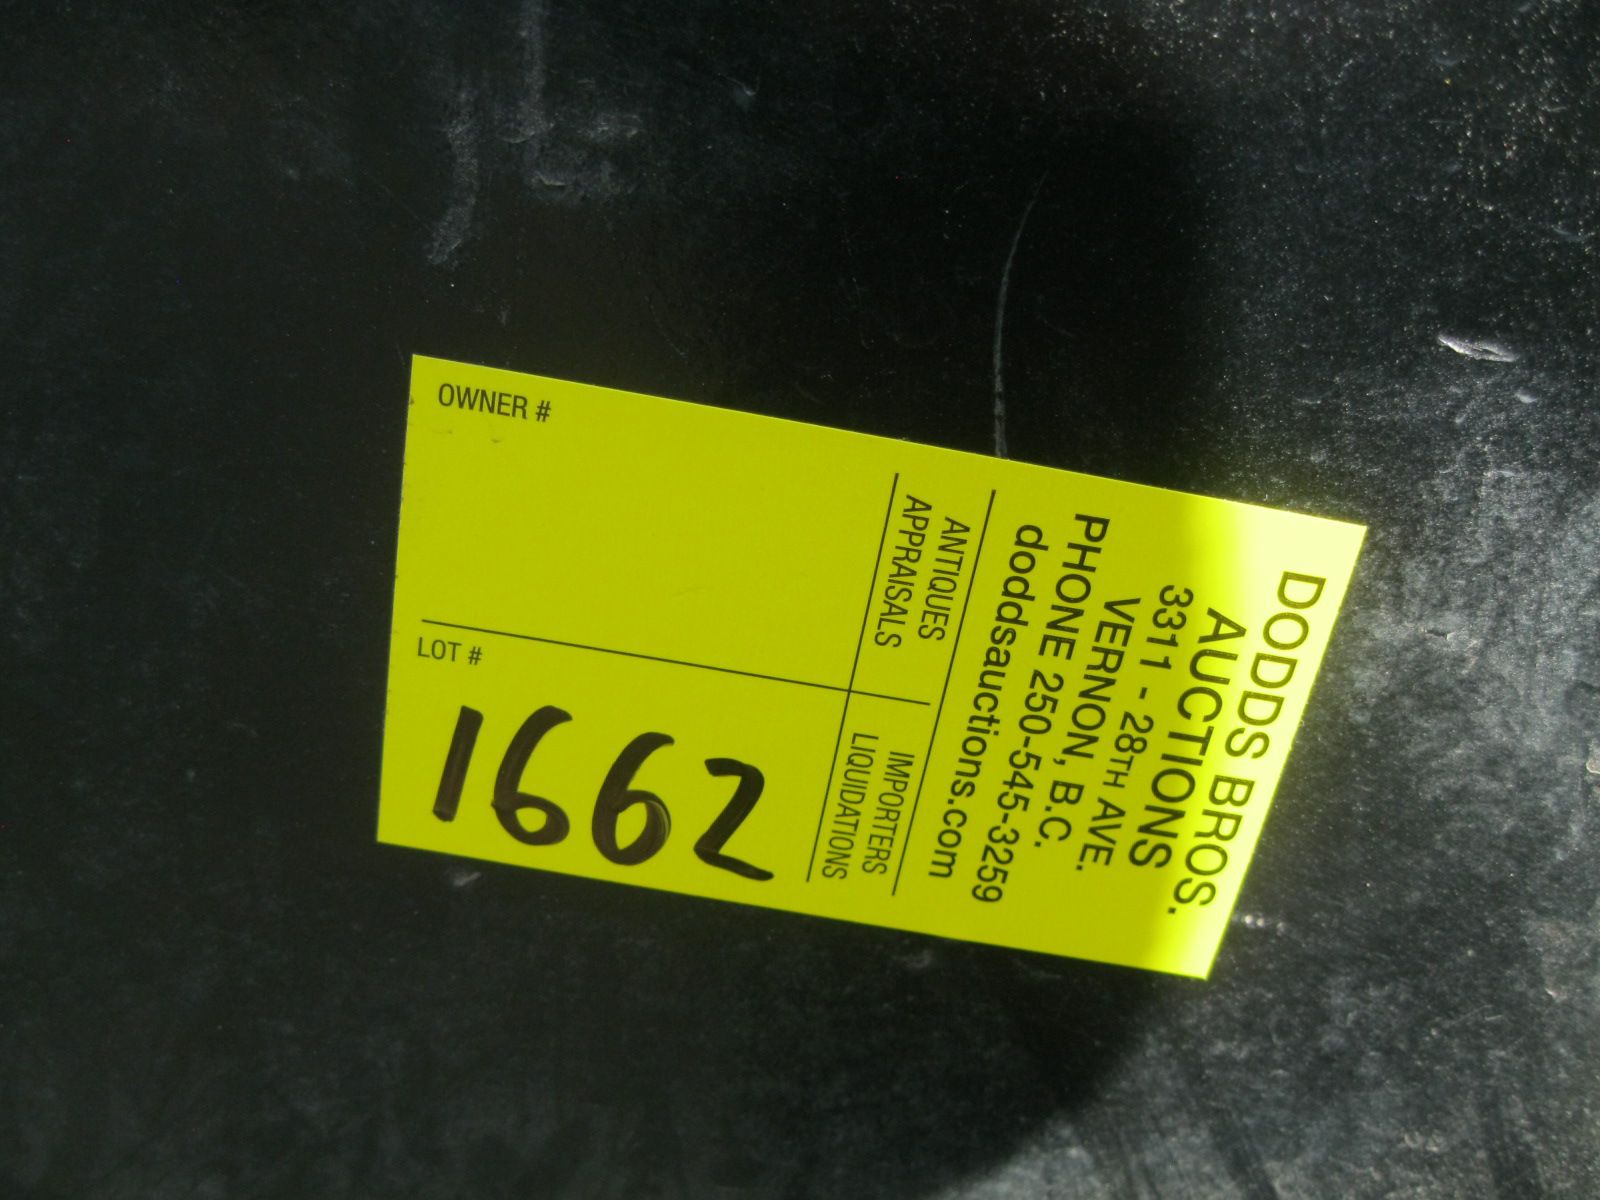 DODDS BROS.
AUCTIONS
3311 - 28TH AVE.
VERNON, B.C.
PHONE 250-545-3259
doddsauctions.com
ANTIQUES
APPRAISALS
IMPORTERS
LIQUIDATIONS
OWNER #
LOT #
1662